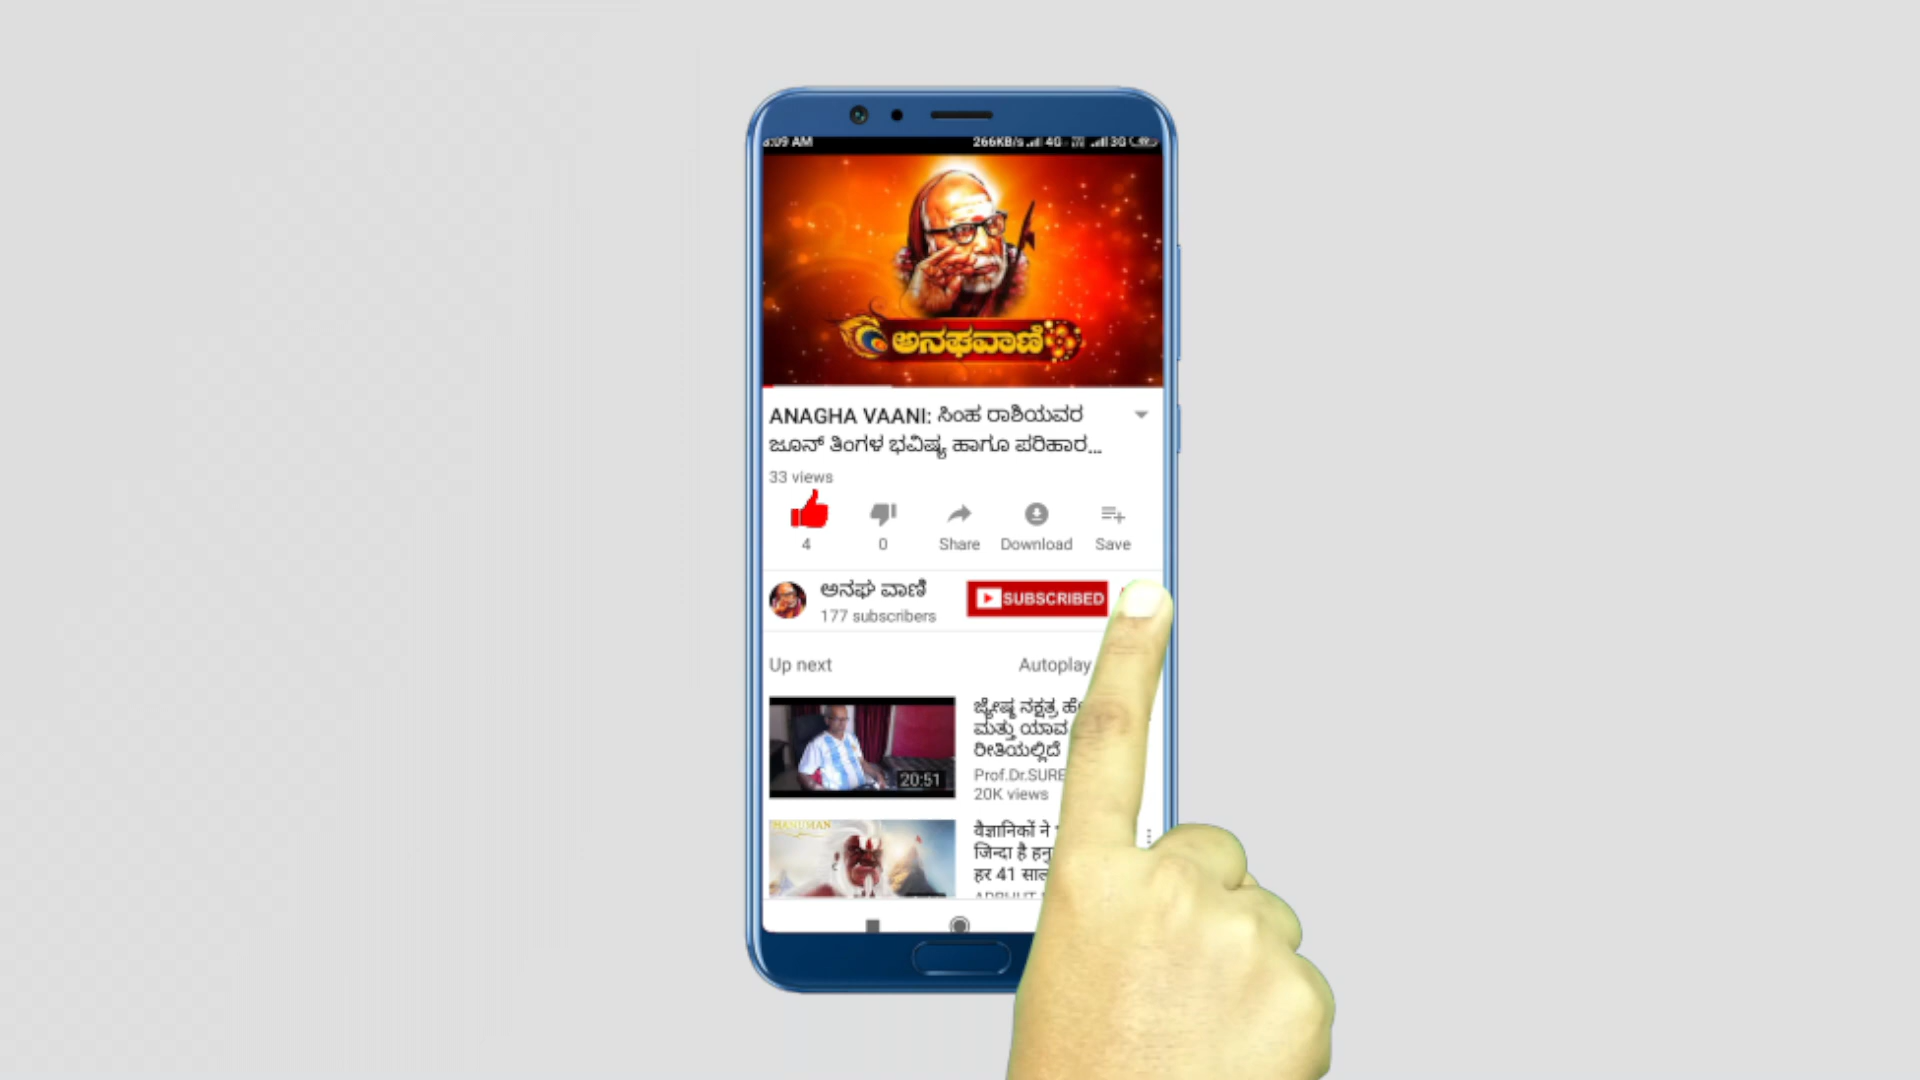 266KB/s 4G 3G
ಅನಘವಾಣಿ
ANAGHA VAANI: ಸಿಂಹ ರಾಶಿಯವರ
ಜೂನ್ ತಿಂಗಳ ಭವಿಷ್ಯ ಹಾಗೂ ಪರಿಹಾರ...
33 views
4 0 Share Download Save
ಅನಘ ವಾಣಿ
177 subscribers
SUBSCRIBED
Up next Autoplay
ಜ್ಯೇಷ್ಠ ನಕ್ಷತ್ರ
ಮತ್ತು ಯಾವ
ರೀತಿಯಲ್ಲಿದೆ
Prof.Dr.SURE
20K views
20:51
HANUMAN
वैज्ञानिकों ने
जिन्दा है
हर 41 साल